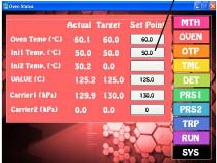 Oven Status
Actual Target Set Point
Oven Temp (°C) 60.1 60.0 60.0
Inj1 Temp. (°C) 50.0 50.0 50.0
Inj2 Temp. (°C) 30.2 0.0
VALUE (°C) 125.2 125.0 125.0
Carrier1 (kPa) 129.9 130.0 130.0
Carrier2 (kPa) 0.0 0.0 10
MTH
OVEN
OTP
TML
DET
PRS1
PRS2
TRP
RUN
SYS